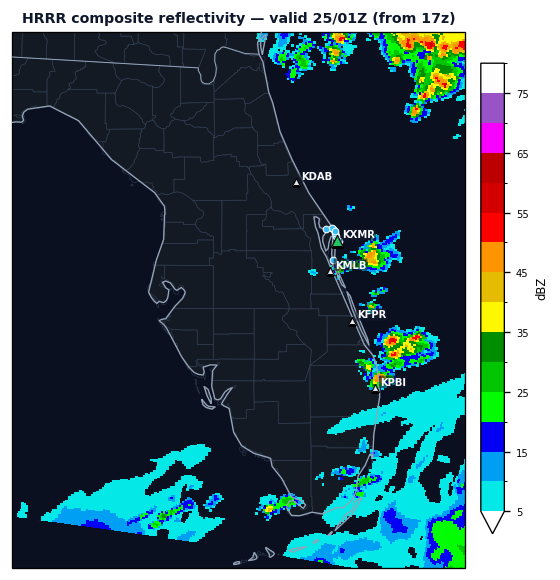 HRRR composite reflectivity — valid 25/01Z (from 17z)
KDAB
KXMR
KMLB
KFPR
KPBI
75
65
55
45
35
25
15
5
dBZ